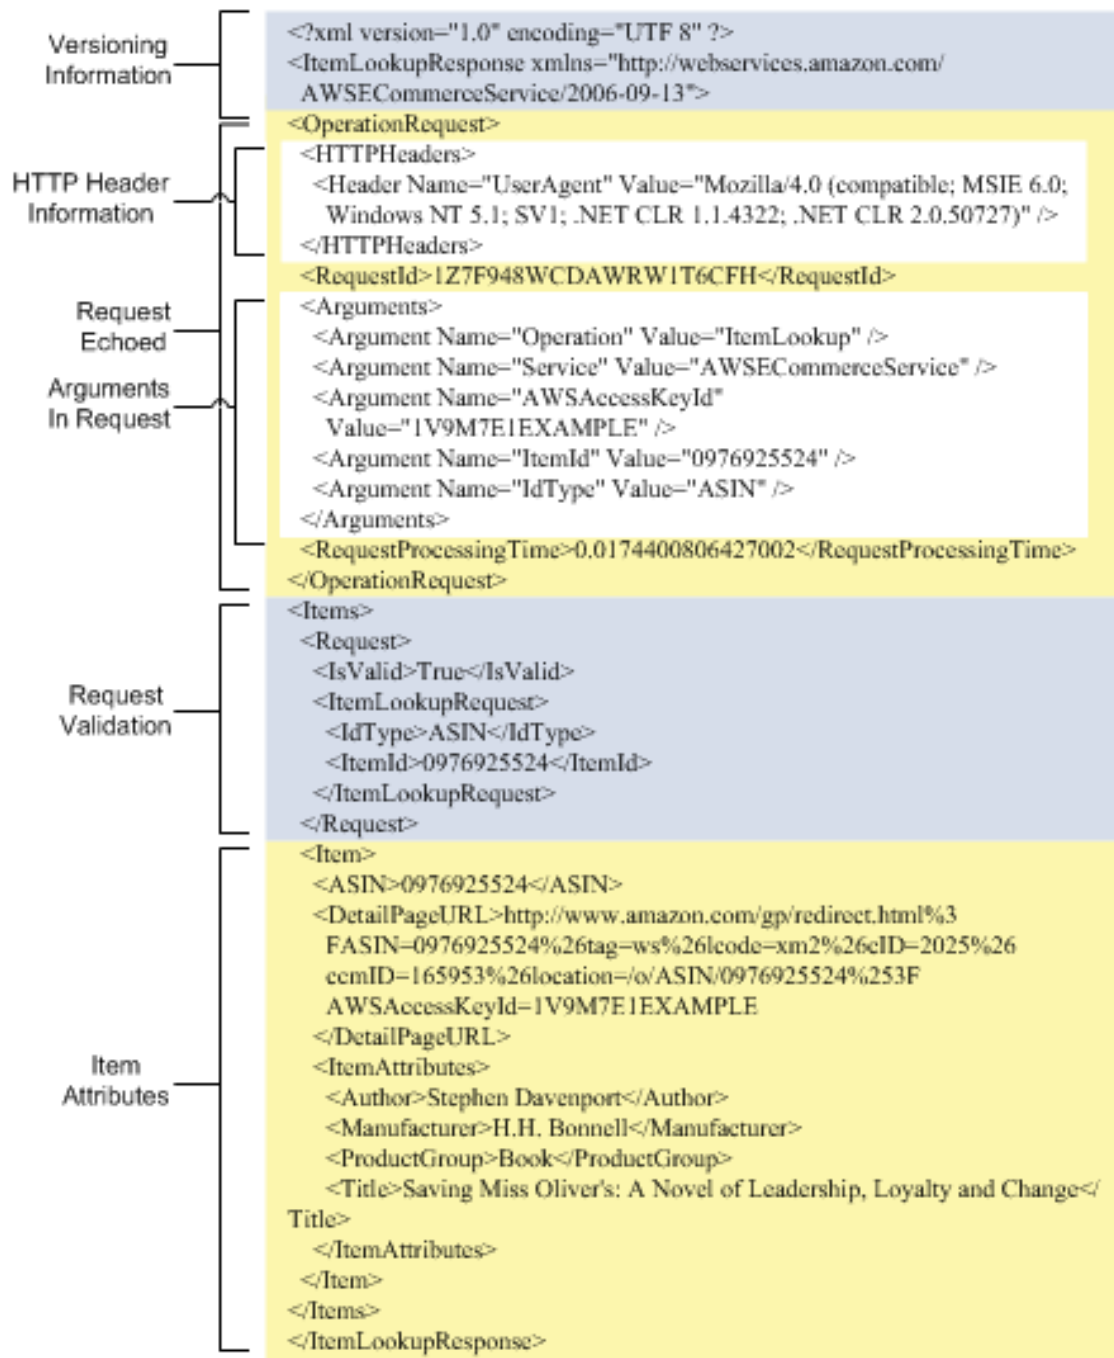 Versioning
Information
<?xml version="1.0" encoding="UTF 8" ?>
<ItemLookupResponse xmlns="http://webservices.amazon.com/
AWSECommerceService/2006-09-13">
HTTP Header
Information
Request
Echoed
Arguments
In Request
<OperationRequest>
<HTTPHeaders>
<Header Name="UserAgent" Value="Mozilla/4.0 (compatible; MSIE 6.0;
Windows NT 5.1; SV1; .NET CLR 1.1.4322; .NET CLR 2.0.50727)" />
</HTTPHeaders>
<RequestId>1Z7F948WCDAWRW1T6CFH</RequestId>
<Arguments>
<Argument Name="Operation" Value="ItemLookup" />
<Argument Name="Service" Value="AWSECommerceService" />
<Argument Name="AWSAccessKeyId"
Value="1V9M7E1EXAMPLE" />
<Argument Name="ItemId" Value="0976925524" />
<Argument Name="IdType" Value="ASIN" />
</Arguments>
<RequestProcessingTime>0.0174400806427002</RequestProcessingTime>
</OperationRequest>
Request
Validation
<Items>
<Request>
<IsValid>True</IsValid>
<ItemLookupRequest>
<IdType>ASIN</IdType>
<ItemId>0976925524</ItemId>
</ItemLookupRequest>
</Request>
Item
Attributes
<Item>
<ASIN>0976925524</ASIN>
<DetailPageURL>http://www.amazon.com/gp/redirect.html%3
FASIN=0976925524%26tag=ws%26lcode=xm2%26cID=2025%26
ccmID=165953%26location=/o/ASIN/0976925524%253F
AWSAccessKeyId=1V9M7E1EXAMPLE
</DetailPageURL>
<ItemAttributes>
<Author>Stephen Davenport</Author>
<Manufacturer>H.H. Bonnell</Manufacturer>
<ProductGroup>Book</ProductGroup>
<Title>Saving Miss Oliver's: A Novel of Leadership, Loyalty and Change</
Title>
</ItemAttributes>
</Item>
</Items>
</ItemLookupResponse>